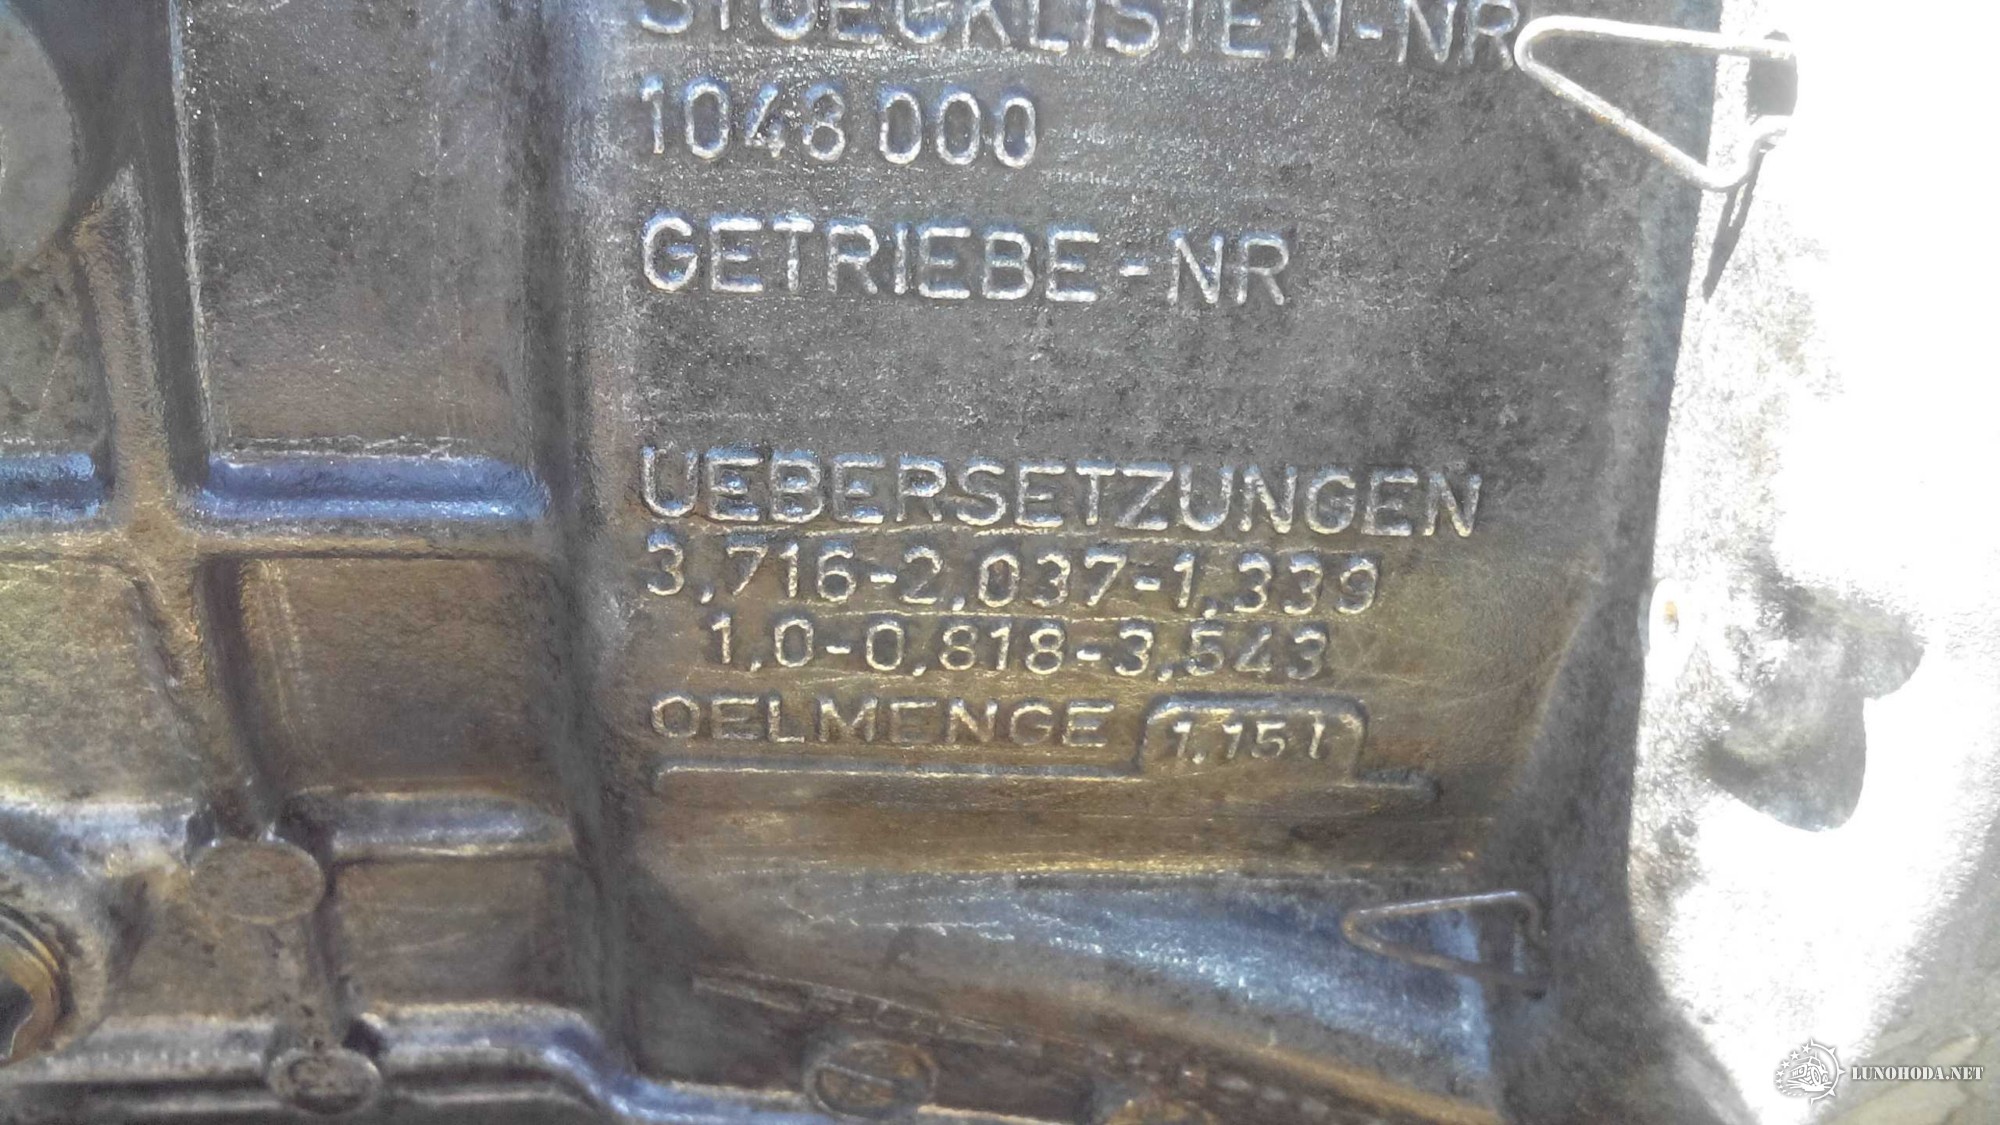 STUECKLISTEN-NR
1048 000
GETRIEBE-NR
UEBERSETZUNGEN
3,716-2,037-1,339
1,0-0,818-3,543
OELMENGE 1,15 l
LUNOHODA.NET